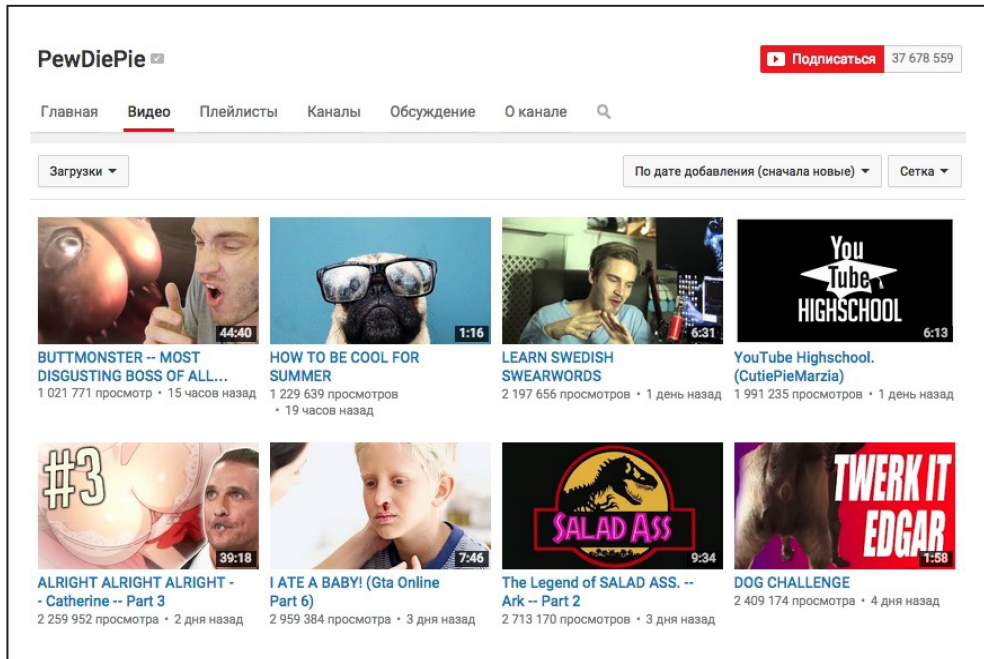 PewDiePie
Подписаться 37 678 559
Главная Видео Плейлисты Каналы Обсуждение О канале
Загрузки По дате добавления (сначала новые) Сетка
44:40
1:16
6:31
You
Tube
HIGHSCHOOL
6:13
BUTTMONSTER -- MOST
DISGUSTING BOSS OF ALL...
1 021 771 просмотр • 15 часов назад
HOW TO BE COOL FOR
SUMMER
1 229 639 просмотров
• 19 часов назад
LEARN SWEDISH
SWEARWORDS
2 197 656 просмотров • 1 день назад
YouTube Highschool.
(CutiePieMarzia)
1 991 235 просмотров • 1 день назад
#3
39:18
7:46
SALAD ASS
9:34
TWERK IT
EDGAR
1:58
ALRIGHT ALRIGHT ALRIGHT -
- Catherine -- Part 3
2 259 952 просмотра • 2 дня назад
I ATE A BABY! (Gta Online
Part 6)
2 959 384 просмотра • 3 дня назад
The Legend of SALAD ASS. --
Ark -- Part 2
2 713 170 просмотров • 3 дня назад
DOG CHALLENGE
2 409 174 просмотра • 4 дня назад